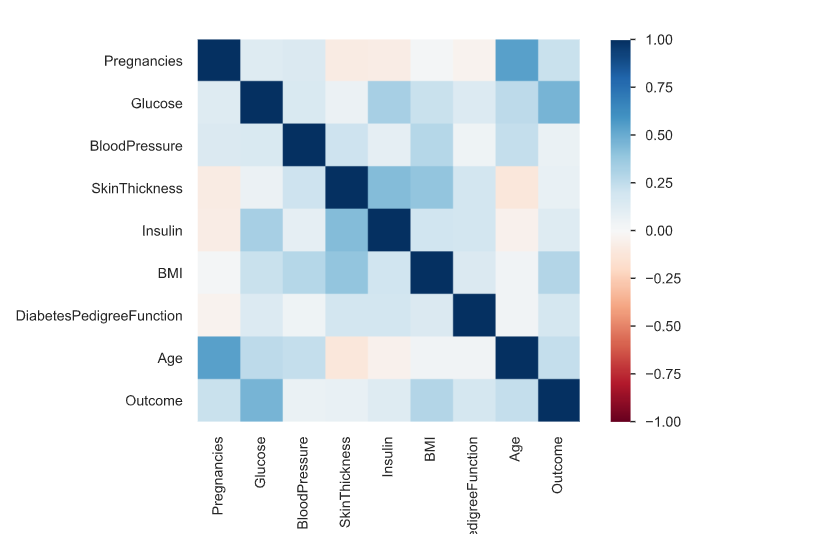 Pregnancies
Glucose
BloodPressure
SkinThickness
Insulin
BMI
DiabetesPedigreeFunction
Age
Outcome
1.00
0.75
0.50
0.25
0.00
−0.25
−0.50
−0.75
−1.00
Pregnancies
Glucose
BloodPressure
SkinThickness
Insulin
BMI
edigreeFunction
Age
Outcome